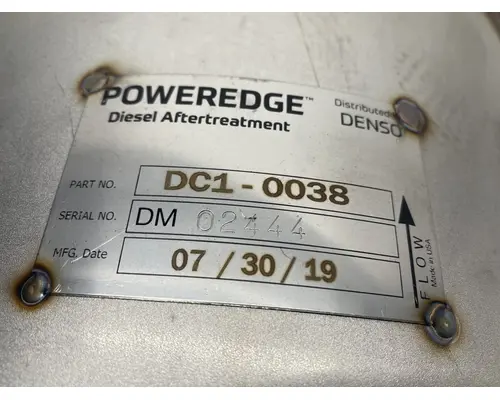 POWEREDGE™
Diesel Aftertreatment
Distributed
DENSO
PART NO. DC1-0038
SERIAL NO. DM 02444
MFG. Date 07 / 30 / 19
FLOW
Made in USA